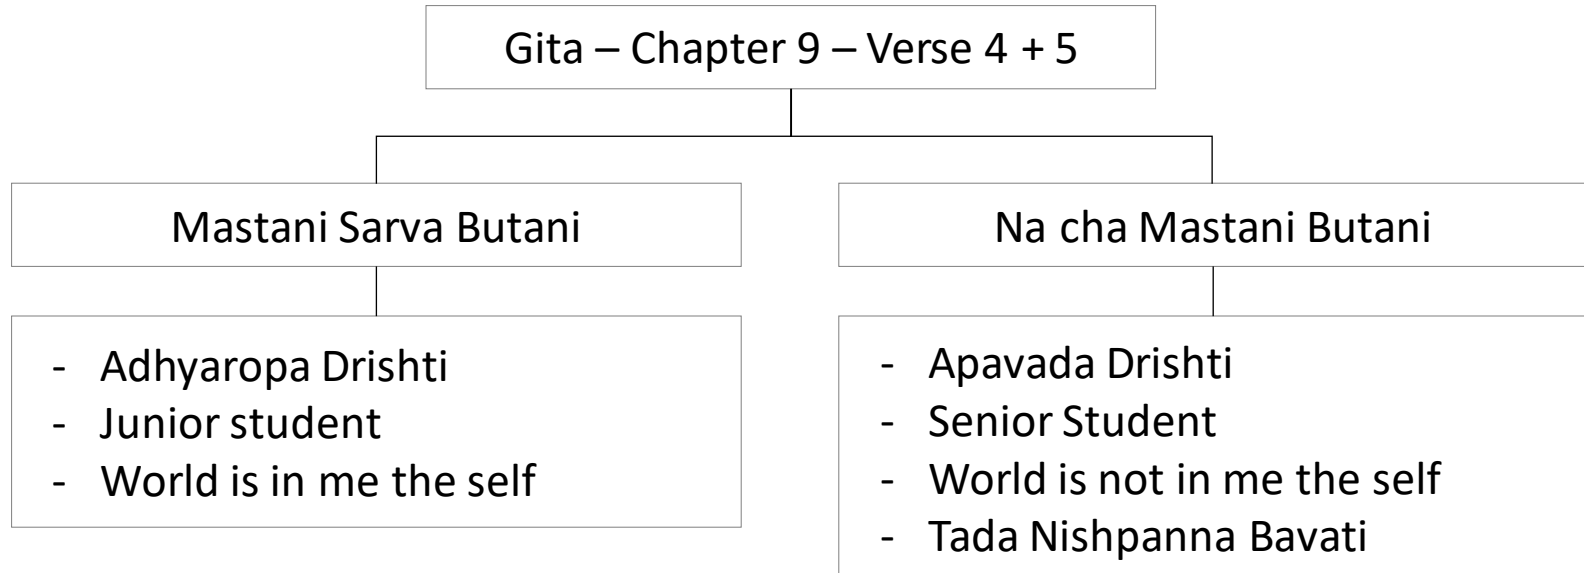 Gita – Chapter 9 – Verse 4 + 5
Mastani Sarva Butani
Na cha Mastani Butani
- Adhyaropa Drishti
- Junior student
- World is in me the self
- Apavada Drishti
- Senior Student
- World is not in me the self
- Tada Nishpanna Bavati